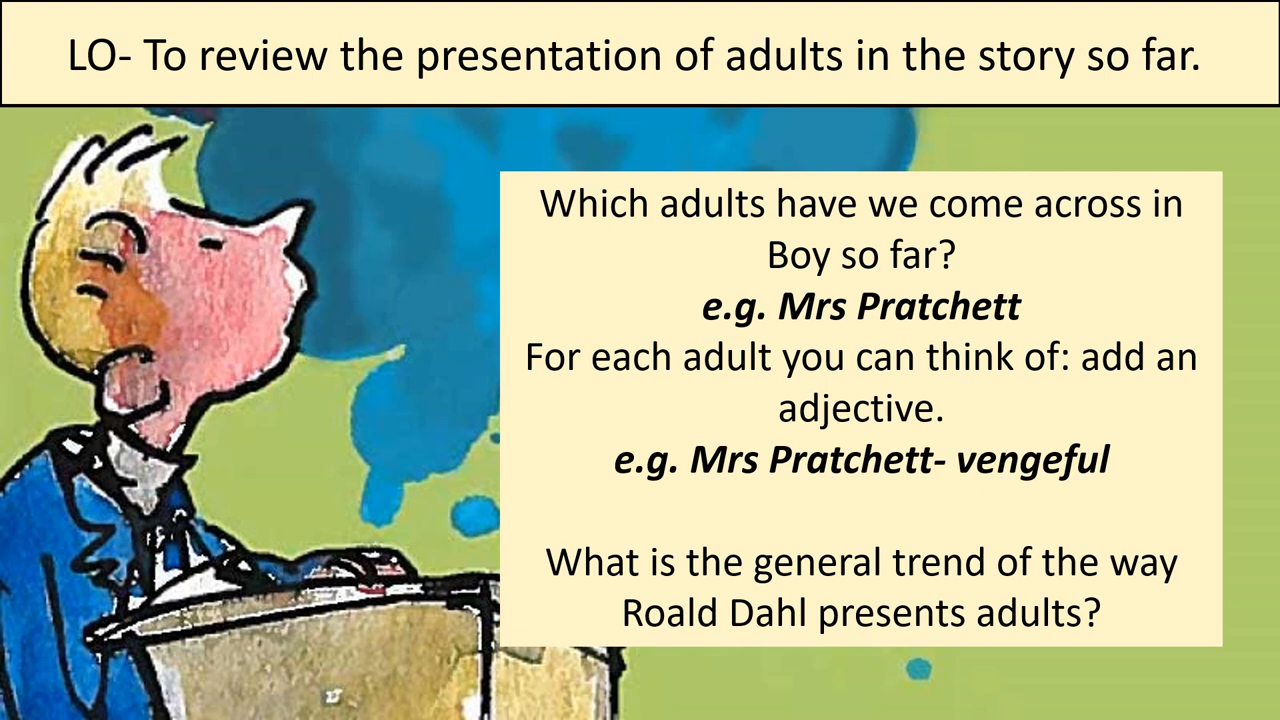 LO- To review the presentation of adults in the story so far.
Which adults have we come across in
Boy so far?
e.g. Mrs Pratchett
For each adult you can think of: add an
adjective.
e.g. Mrs Pratchett- vengeful
What is the general trend of the way
Roald Dahl presents adults?